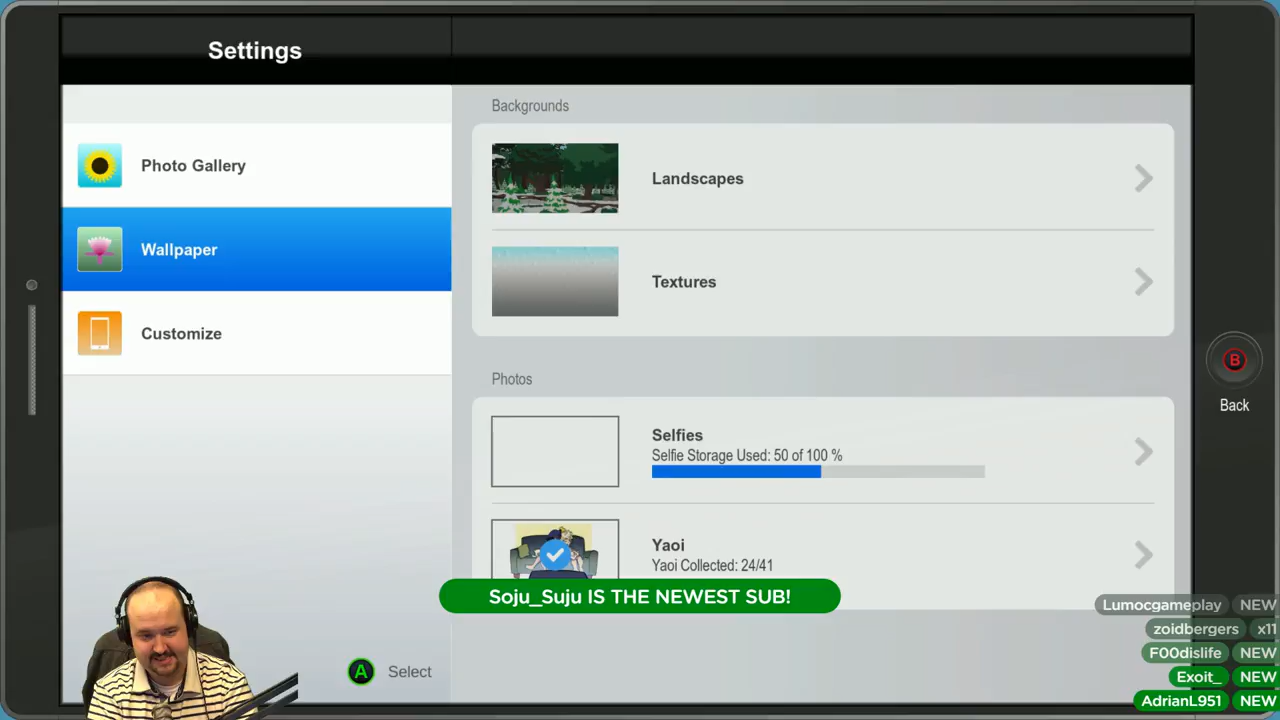 Settings
Photo Gallery
Wallpaper
Customize
A Select
Backgrounds
Landscapes
Textures
Photos
Selfies
Selfie Storage Used: 50 of 100 %
Yaoi
Yaoi Collected: 24/41
B
Back
Soju_Suju IS THE NEWEST SUB!
Lumocgameplay NEW
zoidbergers x11
F00dislife NEW
Exoit_ NEW
AdrianL951 NEW